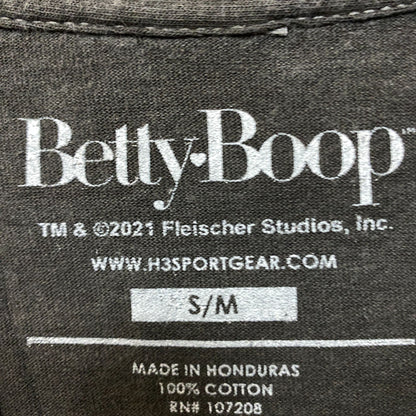 Betty Boop™
TM & ©2021 Fleischer Studios, Inc.
WWW.H3SPORTGEAR.COM
S/M
MADE IN HONDURAS
100% COTTON
RN# 107208